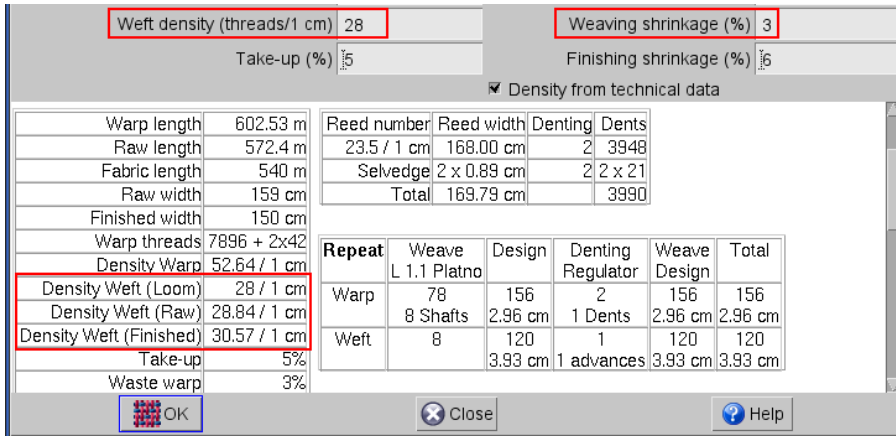 Weft density (threads/1 cm) 28 Weaving shrinkage (%) 3
Take-up (%) 5 Finishing shrinkage (%) 6
Density from technical data
Warp length 602.53 m
Raw length 572.4 m
Fabric length 540 m
Raw width 159 cm
Finished width 150 cm
Warp threads 7896 + 2x42
Density Warp 52.64 / 1 cm
Density Weft (Loom) 28 / 1 cm
Density Weft (Raw) 28.84 / 1 cm
Density Weft (Finished) 30.57 / 1 cm
Take-up 5%
Waste warp 3%
Reed number Reed width Denting Dents
23.5 / 1 cm 168.00 cm 2 3948
Selvedge 2 x 0.89 cm 2 2 x 21
Total 169.79 cm 3990
Repeat Weave Design Denting Weave Total
L 1.1 Platno Regulator Design
Warp 78 156 2 156 156
8 Shafts 2.96 cm 1 Dents 2.96 cm 2.96 cm
Weft 8 120 1 120 120
3.93 cm 1 advances 3.93 cm 3.93 cm
OK Close Help